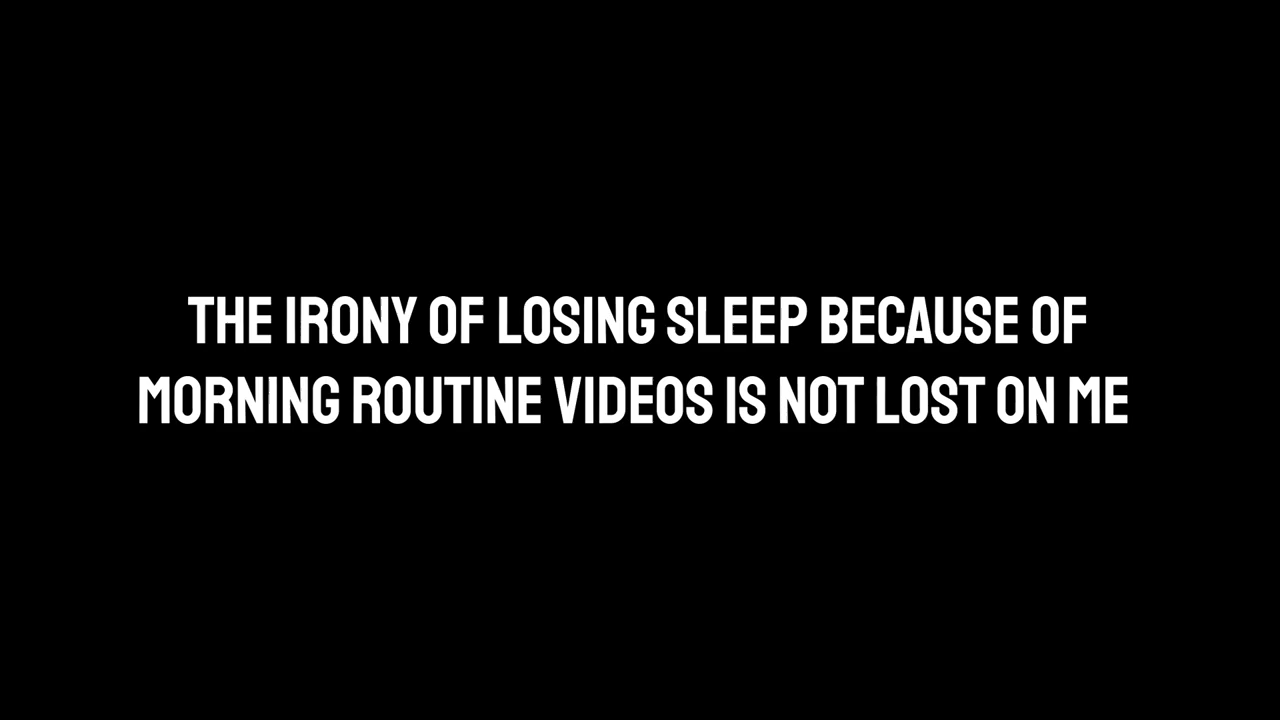 THE IRONY OF LOSING SLEEP BECAUSE OF
MORNING ROUTINE VIDEOS IS NOT LOST ON ME